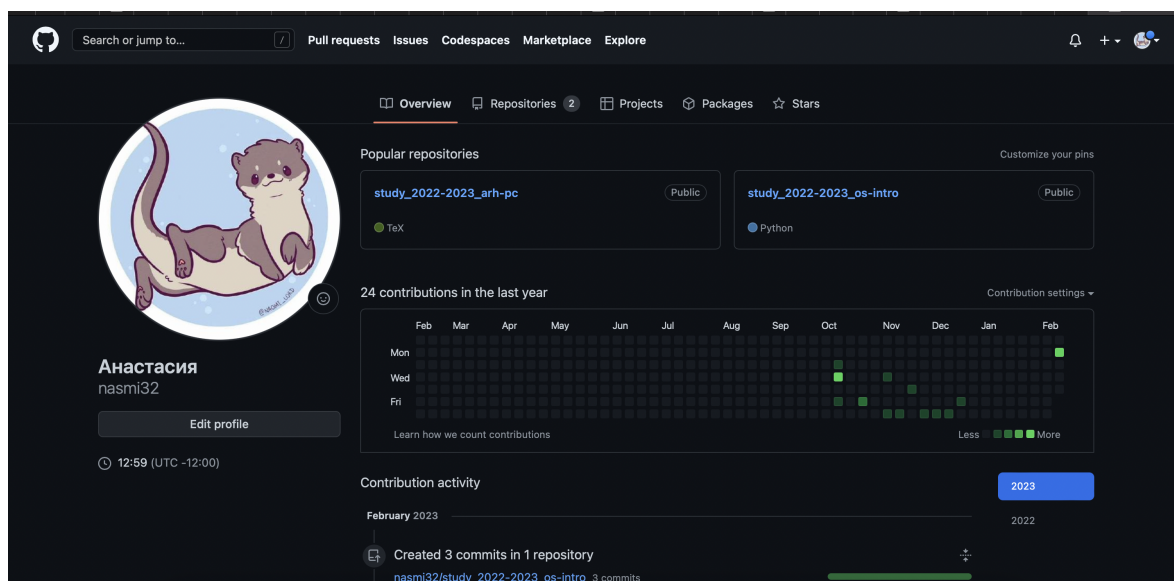 Search or jump to... /
Pull requests Issues Codespaces Marketplace Explore
Overview Repositories 2 Projects Packages Stars
Popular repositories Customize your pins
study_2022-2023_arh-pc Public
TeX
study_2022-2023_os-intro Public
Python
@NAOMI_LORD
Анастасия
nasmi32
Edit profile
12:59 (UTC -12:00)
24 contributions in the last year Contribution settings
Feb Mar Apr May Jun Jul Aug Sep Oct Nov Dec Jan Feb
Mon
Wed
Fri
Learn how we count contributions Less More
Contribution activity
2023
2022
February 2023
Created 3 commits in 1 repository
nasmi32/study_2022-2023_os-intro 3 commits